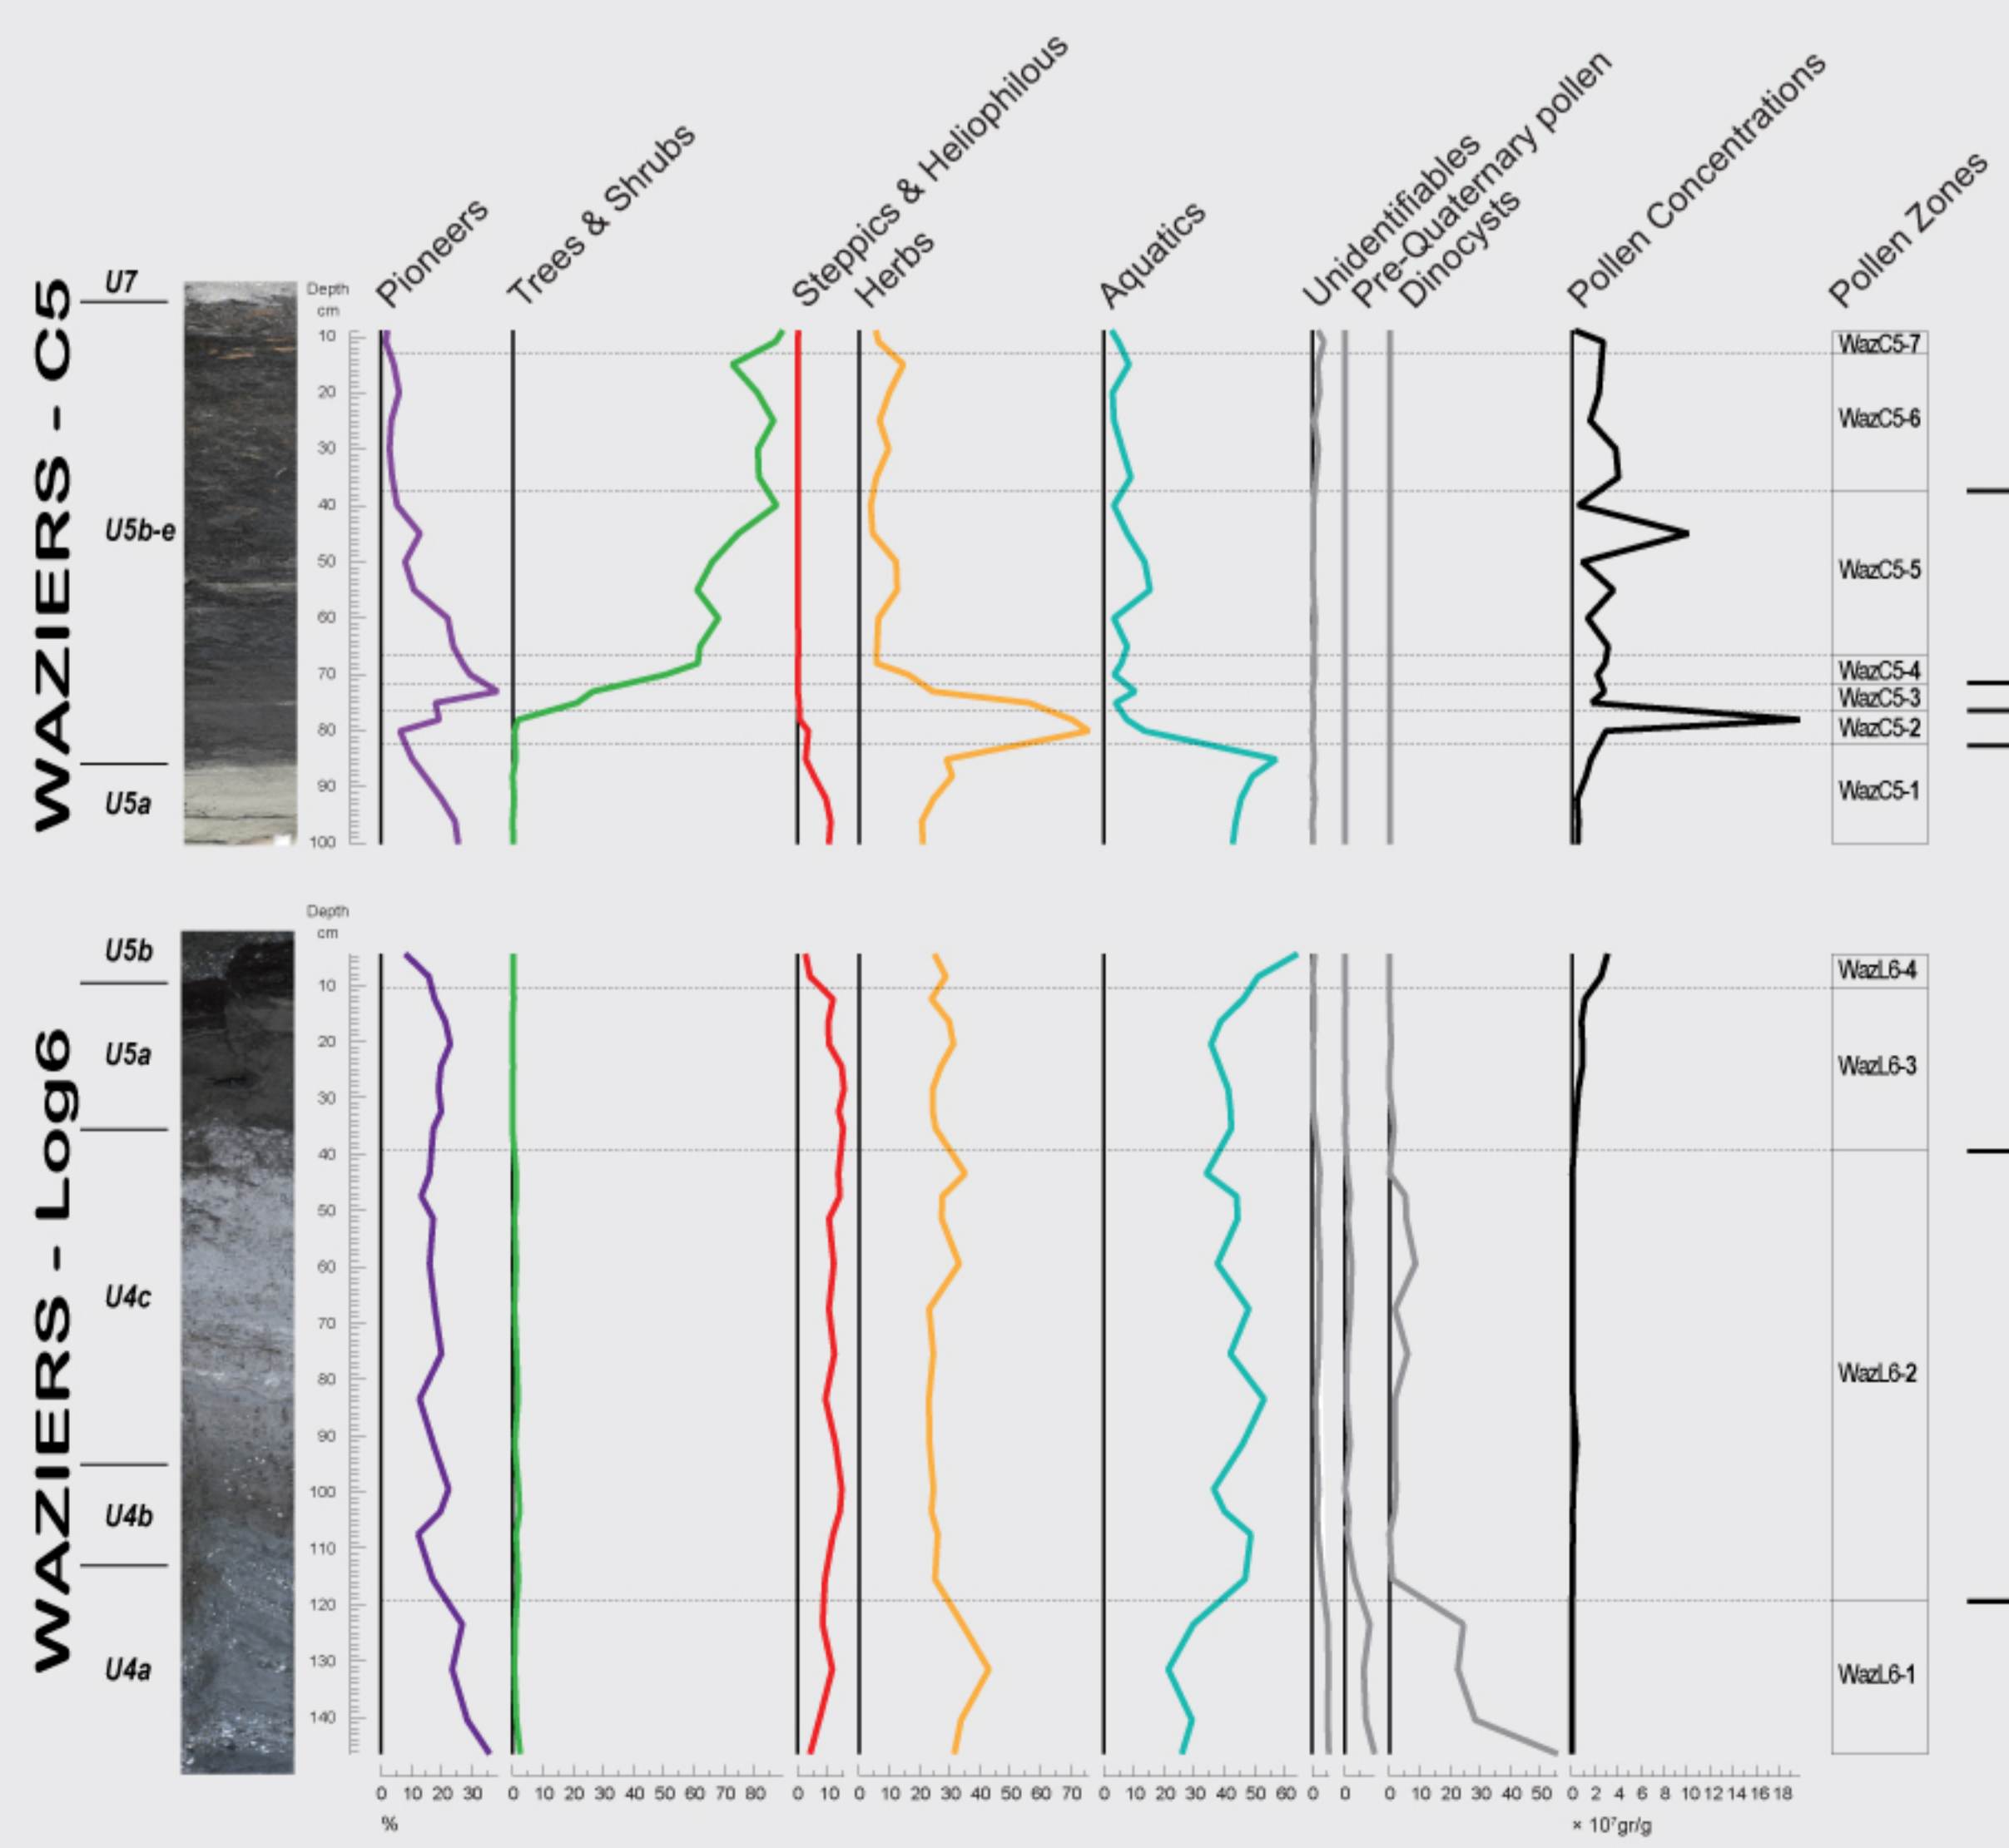 Pioneers
Trees & Shrubs
Steppics & Heliophilous
Herbs
Aquatics
Unidentifiables
Pre-Quaternary pollen
Dinocysts
Pollen Concentrations
Pollen Zones
WAZIERS - C5
U7
U5b-e
U5a
Depth
cm
10
20
30
40
50
60
70
80
90
100
WazC5-7
WazC5-6
WazC5-5
WazC5-4
WazC5-3
WazC5-2
WazC5-1
WAZIERS - Log6
U5b
U5a
U4c
U4b
U4a
Depth
cm
10
20
30
40
50
60
70
80
90
100
110
120
130
140
WazL6-4
WazL6-3
WazL6-2
WazL6-1
0 10 20 30 0 10 20 30 40 50 60 70 80 0 10 0 10 20 30 40 50 60 70 0 10 20 30 40 50 60 0 0 0 10 20 30 40 50 0 2 4 6 8 10 12 14 16 18
% × 10⁷gr/g